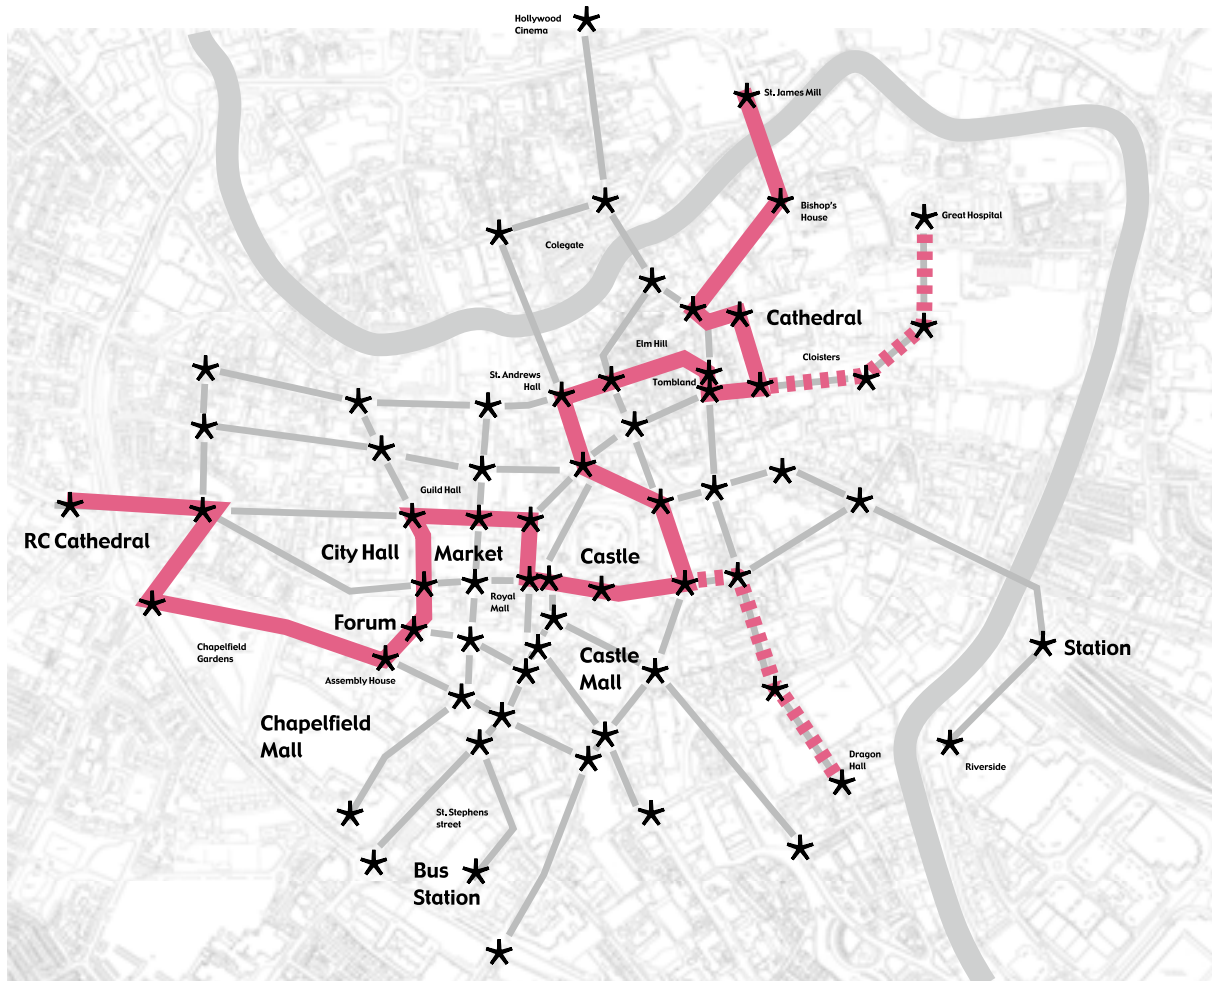 Hollywood
Cinema
St. James Mill
Bishop's
House
Great Hospital
Colegate
Cathedral
Elm Hill
Cloisters
St. Andrews
Hall
Tombland
Guild Hall
RC Cathedral
City Hall
Market
Castle
Royal
Mall
Forum
Chapelfield
Gardens
Assembly House
Castle
Mall
Station
Chapelfield
Mall
Dragon
Hall
Riverside
St. Stephens
street
Bus
Station